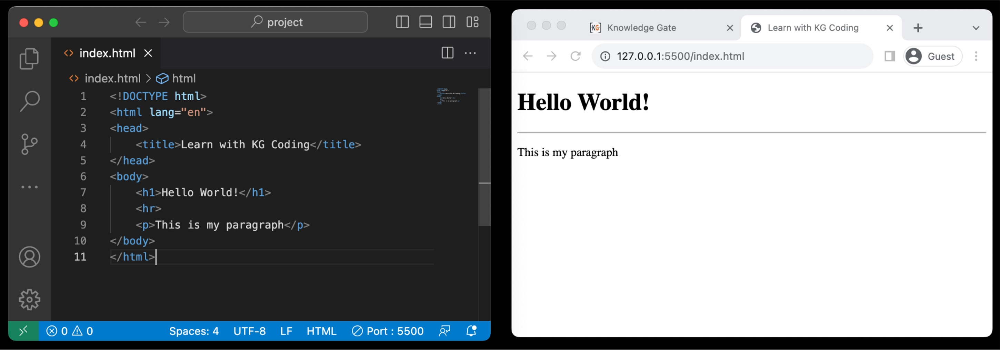 project
index.html
index.html > html
1 <!DOCTYPE html>
2 <html lang="en">
3 <head>
4 <title>Learn with KG Coding</title>
5 </head>
6 <body>
7 <h1>Hello World!</h1>
8 <hr>
9 <p>This is my paragraph</p>
10 </body>
11 </html>
0 0 Spaces: 4 UTF-8 LF HTML Port : 5500
[KG] Knowledge Gate Learn with KG Coding
127.0.0.1:5500/index.html Guest
Hello World!
This is my paragraph